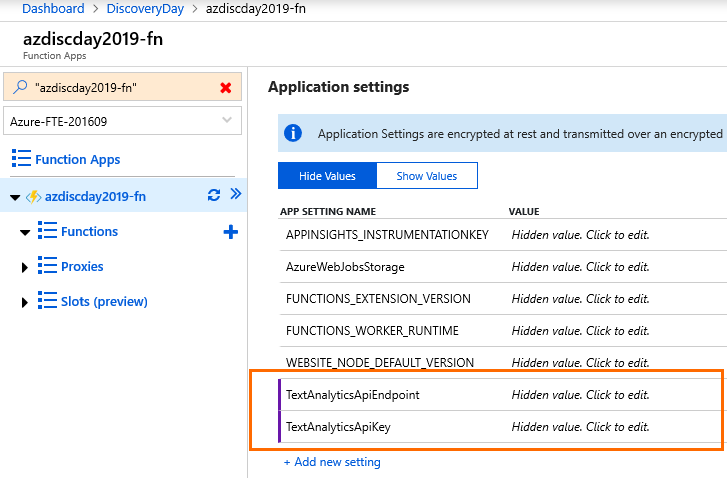 Dashboard > DiscoveryDay > azdiscday2019-fn
azdiscday2019-fn
Function Apps
"azdiscday2019-fn"
Azure-FTE-201609
Function Apps
azdiscday2019-fn
Functions
Proxies
Slots (preview)
Application settings
Application Settings are encrypted at rest and transmitted over an encrypted
Hide Values Show Values
APP SETTING NAME VALUE
APPINSIGHTS_INSTRUMENTATIONKEY Hidden value. Click to edit.
AzureWebJobsStorage Hidden value. Click to edit.
FUNCTIONS_EXTENSION_VERSION Hidden value. Click to edit.
FUNCTIONS_WORKER_RUNTIME Hidden value. Click to edit.
WEBSITE_NODE_DEFAULT_VERSION Hidden value. Click to edit.
TextAnalyticsApiEndpoint Hidden value. Click to edit.
TextAnalyticsApiKey Hidden value. Click to edit.
+ Add new setting